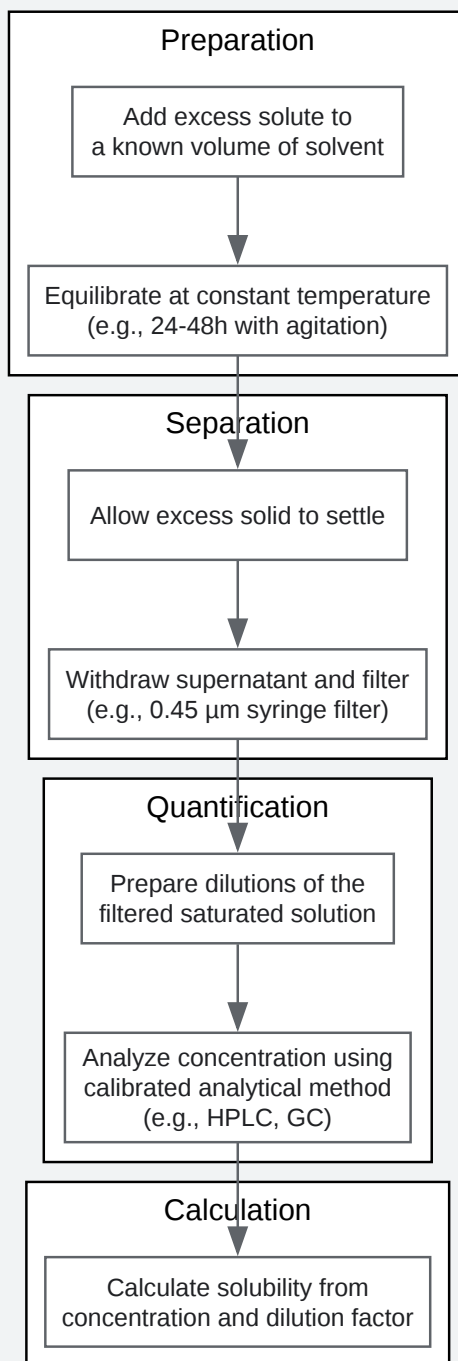 Preparation
Add excess solute to
a known volume of solvent
Equilibrate at constant temperature
(e.g., 24-48h with agitation)
Separation
Allow excess solid to settle
Withdraw supernatant and filter
(e.g., 0.45 µm syringe filter)
Quantification
Prepare dilutions of the
filtered saturated solution
Analyze concentration using
calibrated analytical method
(e.g., HPLC, GC)
Calculation
Calculate solubility from
concentration and dilution factor